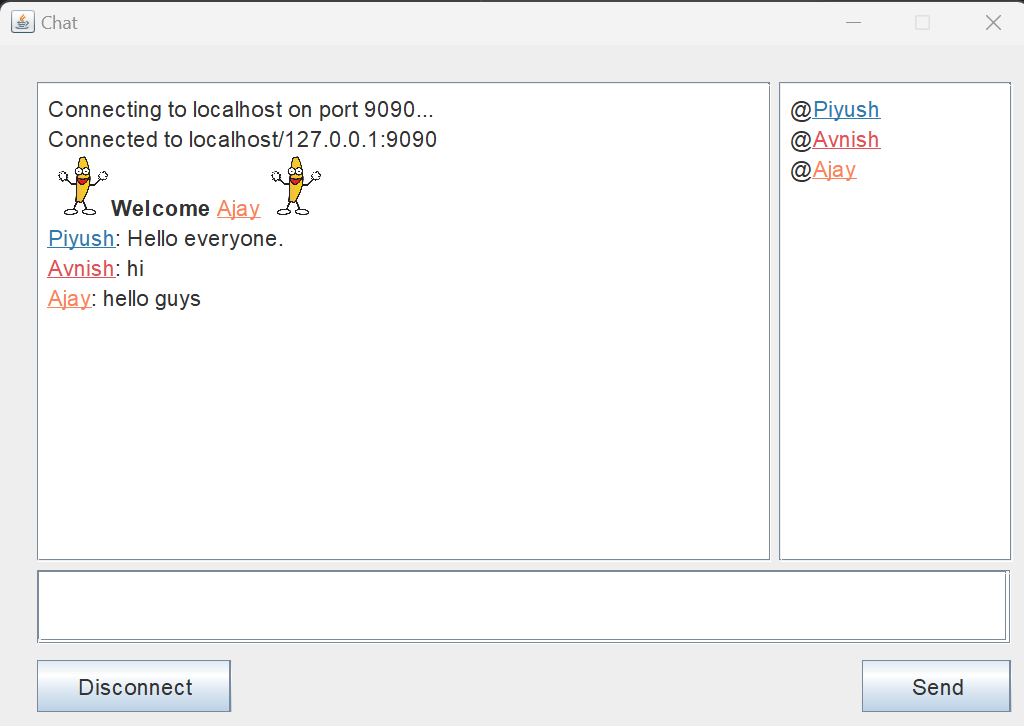 Chat
Connecting to localhost on port 9090...
Connected to localhost/127.0.0.1:9090
Welcome Ajay
Piyush: Hello everyone.
Avnish: hi
Ajay: hello guys
@Piyush
@Avnish
@Ajay
Disconnect
Send